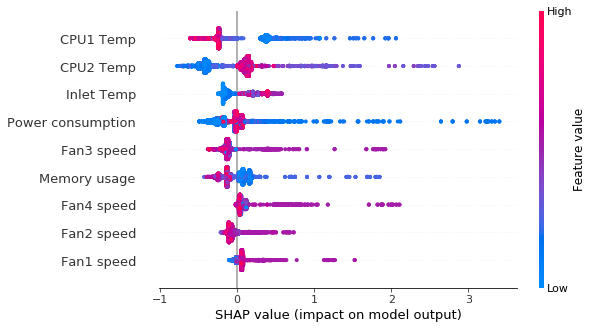 High
CPU1 Temp
CPU2 Temp
Inlet Temp
Power consumption
Fan3 speed
Memory usage
Fan4 speed
Fan2 speed
Fan1 speed
Feature value
Low
−1 0 1 2 3
SHAP value (impact on model output)